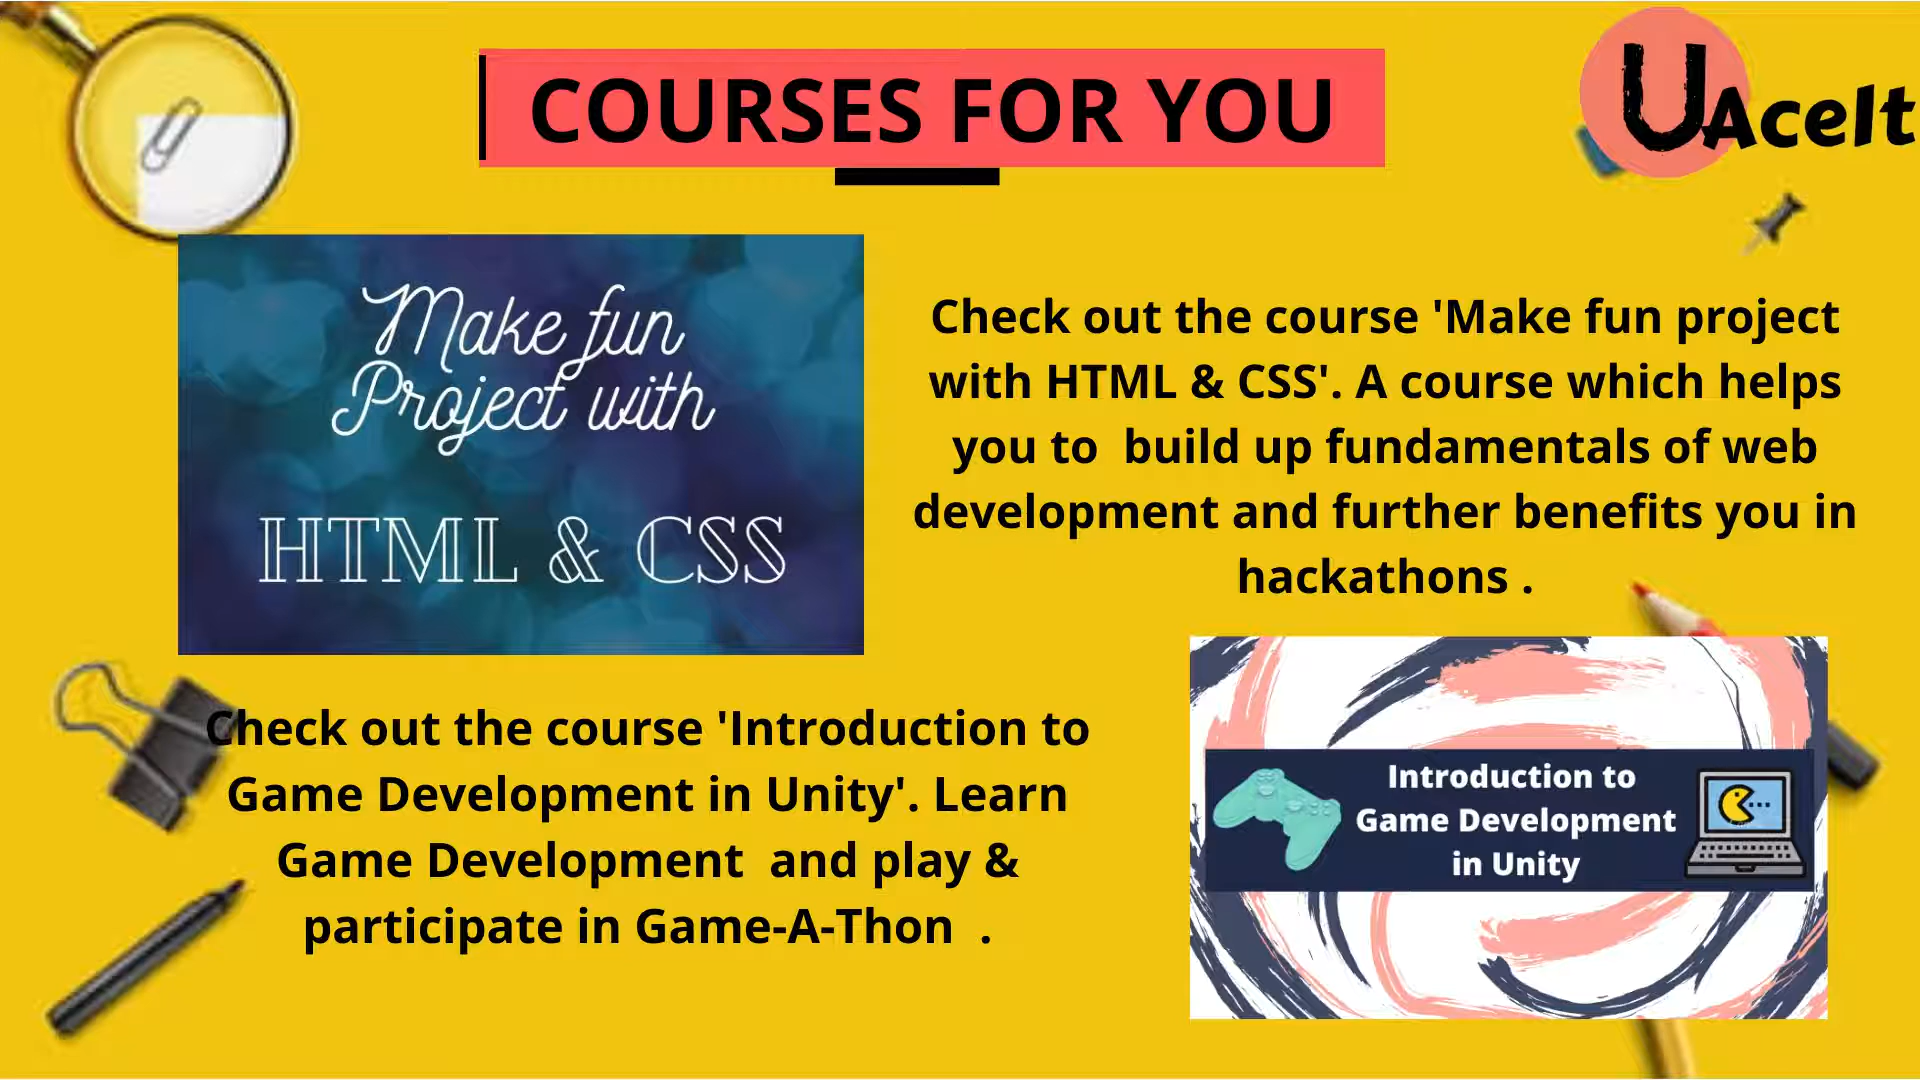 COURSES FOR YOU
UAceIt
Make fun
Project with
HTML & CSS
Check out the course 'Make fun project
with HTML & CSS'. A course which helps
you to  build up fundamentals of web
development and further benefits you in
hackathons .
Check out the course 'Introduction to
Game Development in Unity'. Learn
Game Development  and play &
participate in Game-A-Thon  .
Introduction to
Game Development
in Unity